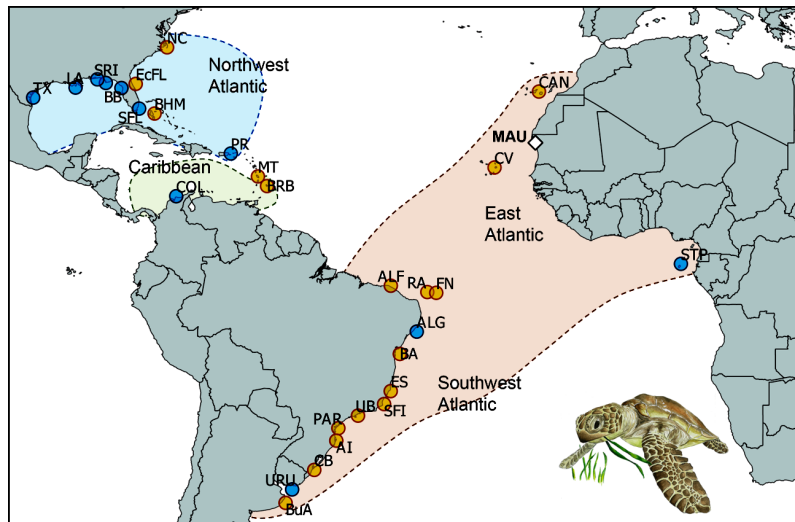 NC
Northwest
Atlantic
TX
LA
SRI
BB
EcFL
SFL
BHM
PR
Caribbean
COL
MT
BRB
CAN
MAU
CV
East
Atlantic
STP
ALF
RA
FN
ALG
BA
ES
SFI
UB
PAR
AI
CB
URU
BuA
Southwest
Atlantic